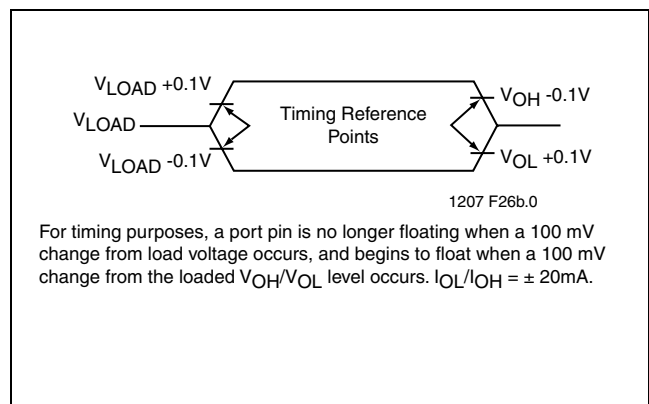 VLOAD +0.1V
VLOAD
VLOAD -0.1V
Timing Reference
Points
VOH -0.1V
VOL +0.1V
1207 F26b.0
For timing purposes, a port pin is no longer floating when a 100 mV
change from load voltage occurs, and begins to float when a 100 mV
change from the loaded VOH/VOL level occurs. IOL/IOH = ± 20mA.